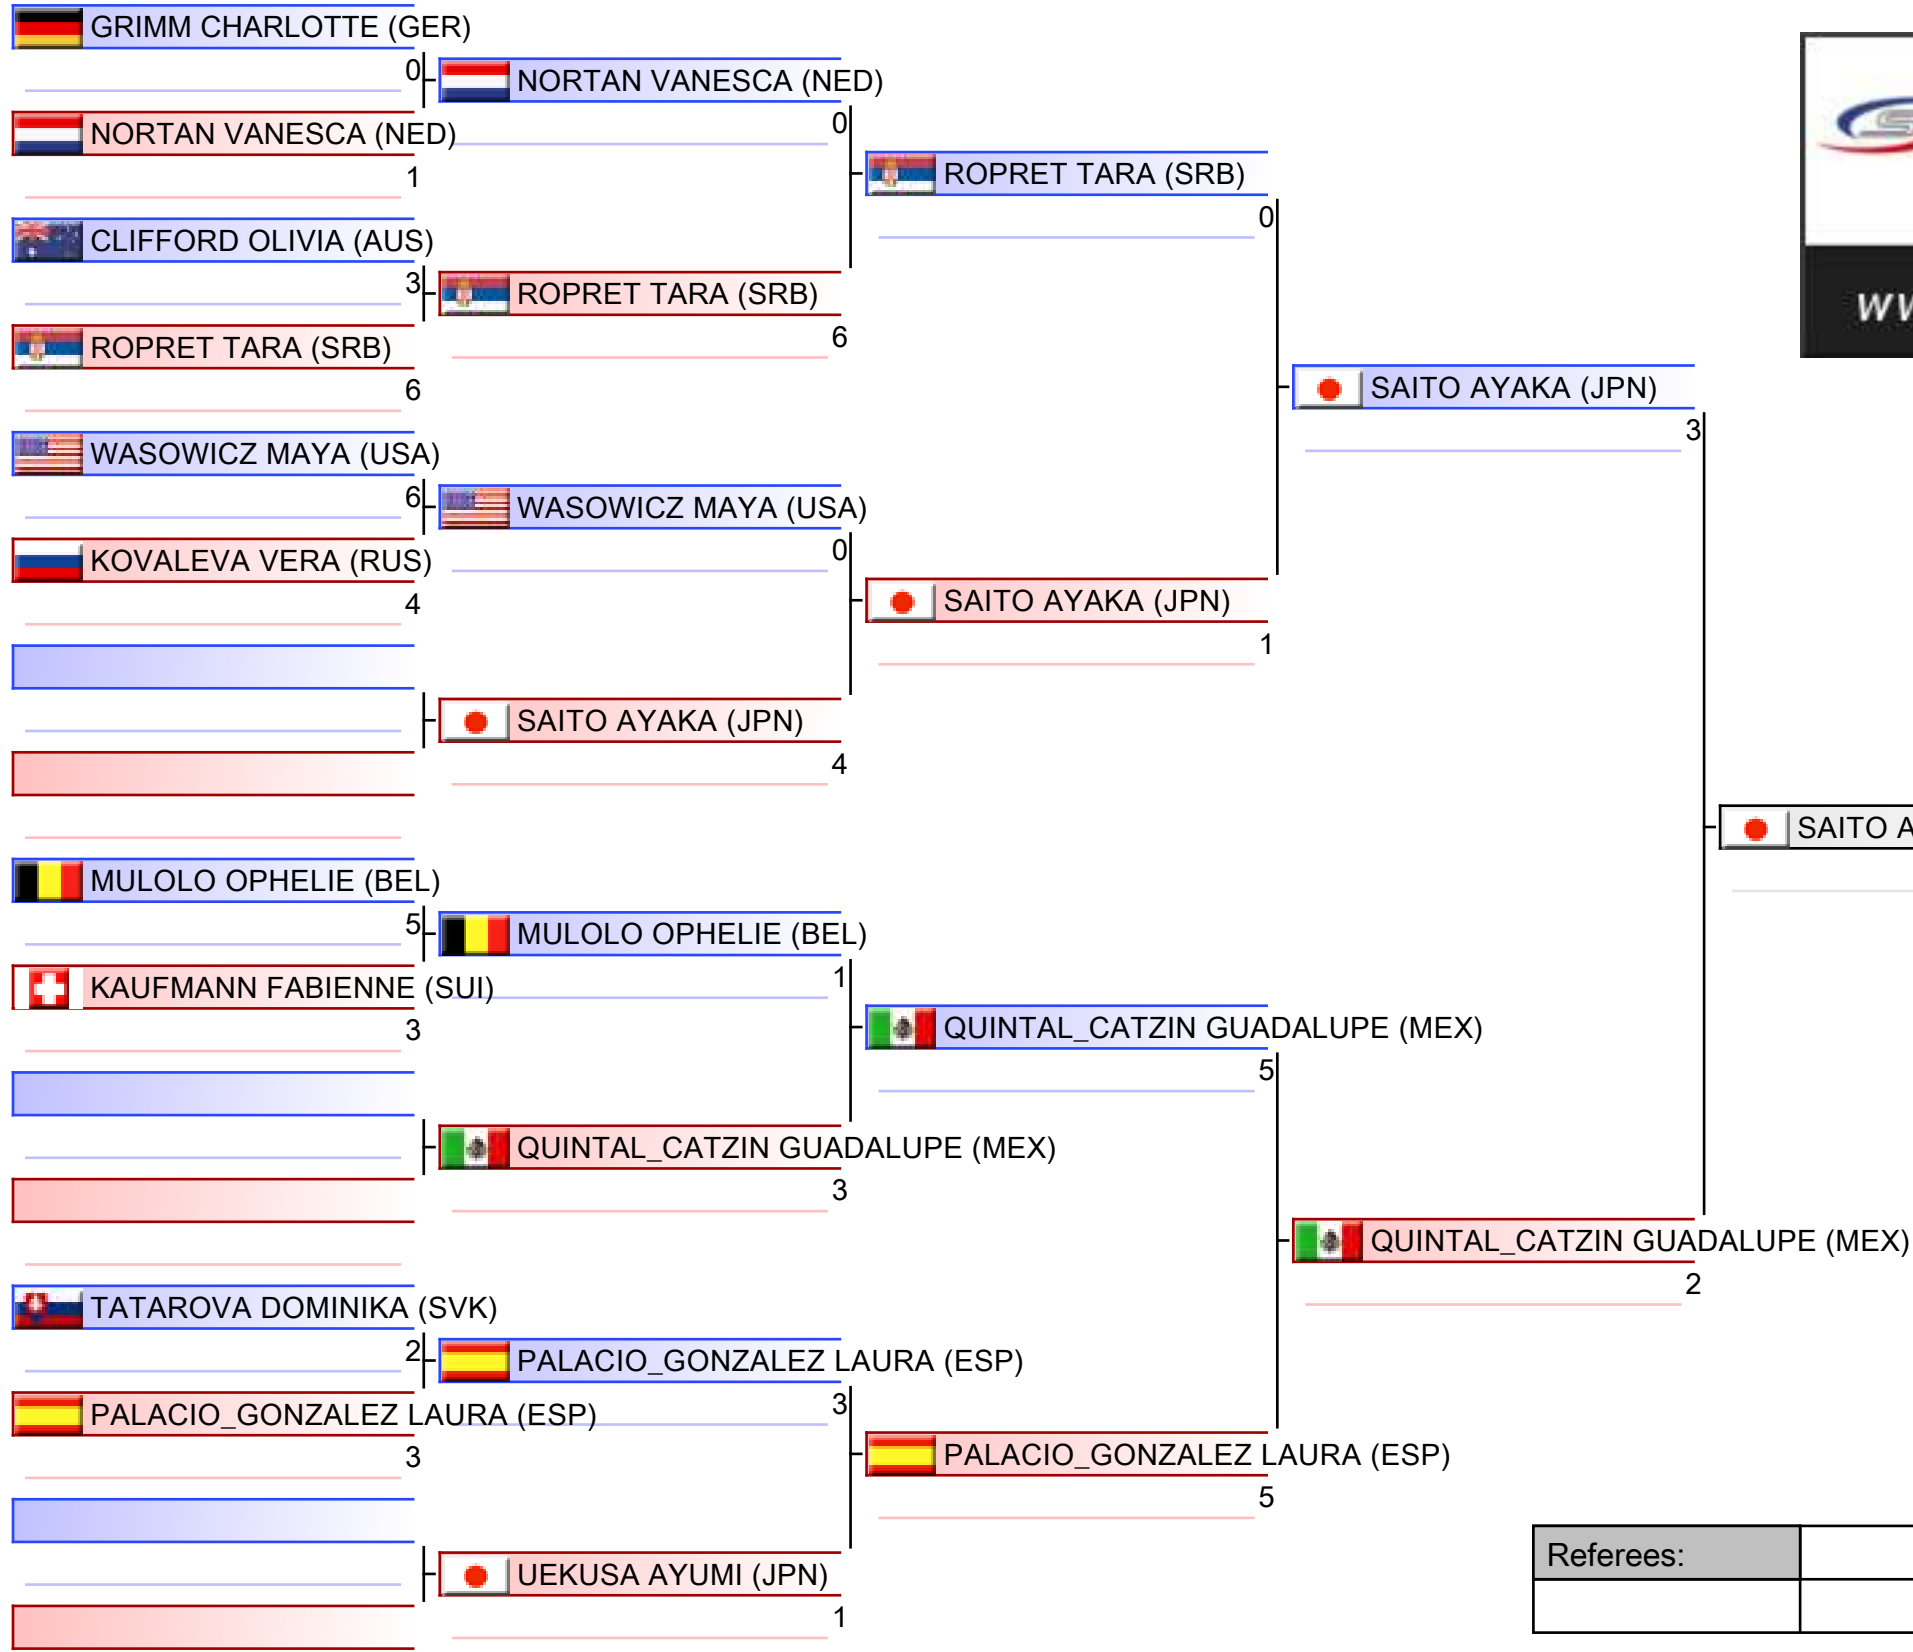 GRIMM CHARLOTTE (GER)
0
NORTAN VANESCA (NED)
NORTAN VANESCA (NED)
0
1
ROPRET TARA (SRB)
0
CLIFFORD OLIVIA (AUS)
3
ROPRET TARA (SRB)
6
ROPRET TARA (SRB)
6
SAITO AYAKA (JPN)
3
WASOWICZ MAYA (USA)
6
WASOWICZ MAYA (USA)
0
KOVALEVA VERA (RUS)
4
SAITO AYAKA (JPN)
1
SAITO AYAKA (JPN)
4
SAITO A
MULOLO OPHELIE (BEL)
5
MULOLO OPHELIE (BEL)
1
KAUFMANN FABIENNE (SUI)
3
QUINTAL_CATZIN GUADALUPE (MEX)
5
QUINTAL_CATZIN GUADALUPE (MEX)
3
QUINTAL_CATZIN GUADALUPE (MEX)
2
TATAROVA DOMINIKA (SVK)
2
PALACIO_GONZALEZ LAURA (ESP)
3
PALACIO_GONZALEZ LAURA (ESP)
3
PALACIO_GONZALEZ LAURA (ESP)
5
UEKUSA AYUMI (JPN)
1
Referees: